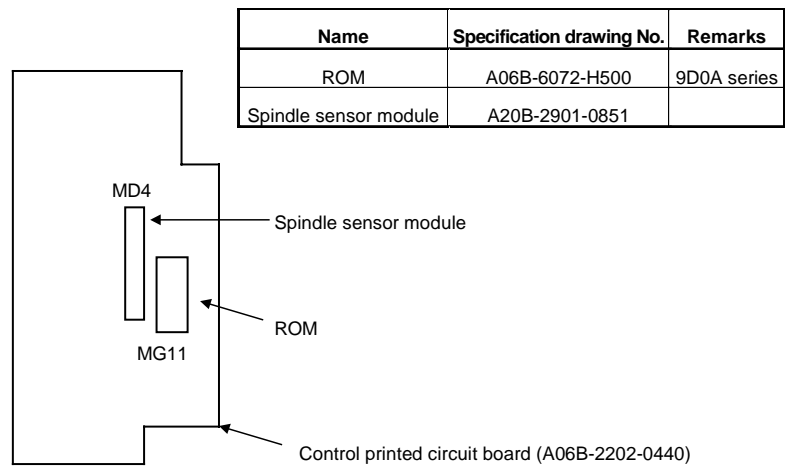 Name Specification drawing No. Remarks
ROM A06B-6072-H500 9D0A series
Spindle sensor module A20B-2901-0851
MD4
Spindle sensor module
ROM
MG11
Control printed circuit board (A06B-2202-0440)